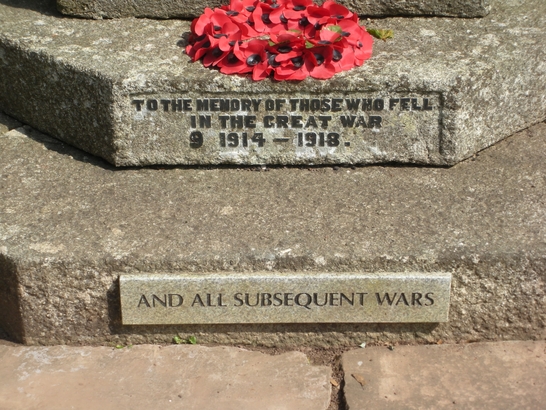 TO THE MEMORY OF THOSE WHO FELL
IN THE GREAT WAR
9 1914 – 1918.
AND ALL SUBSEQUENT WARS